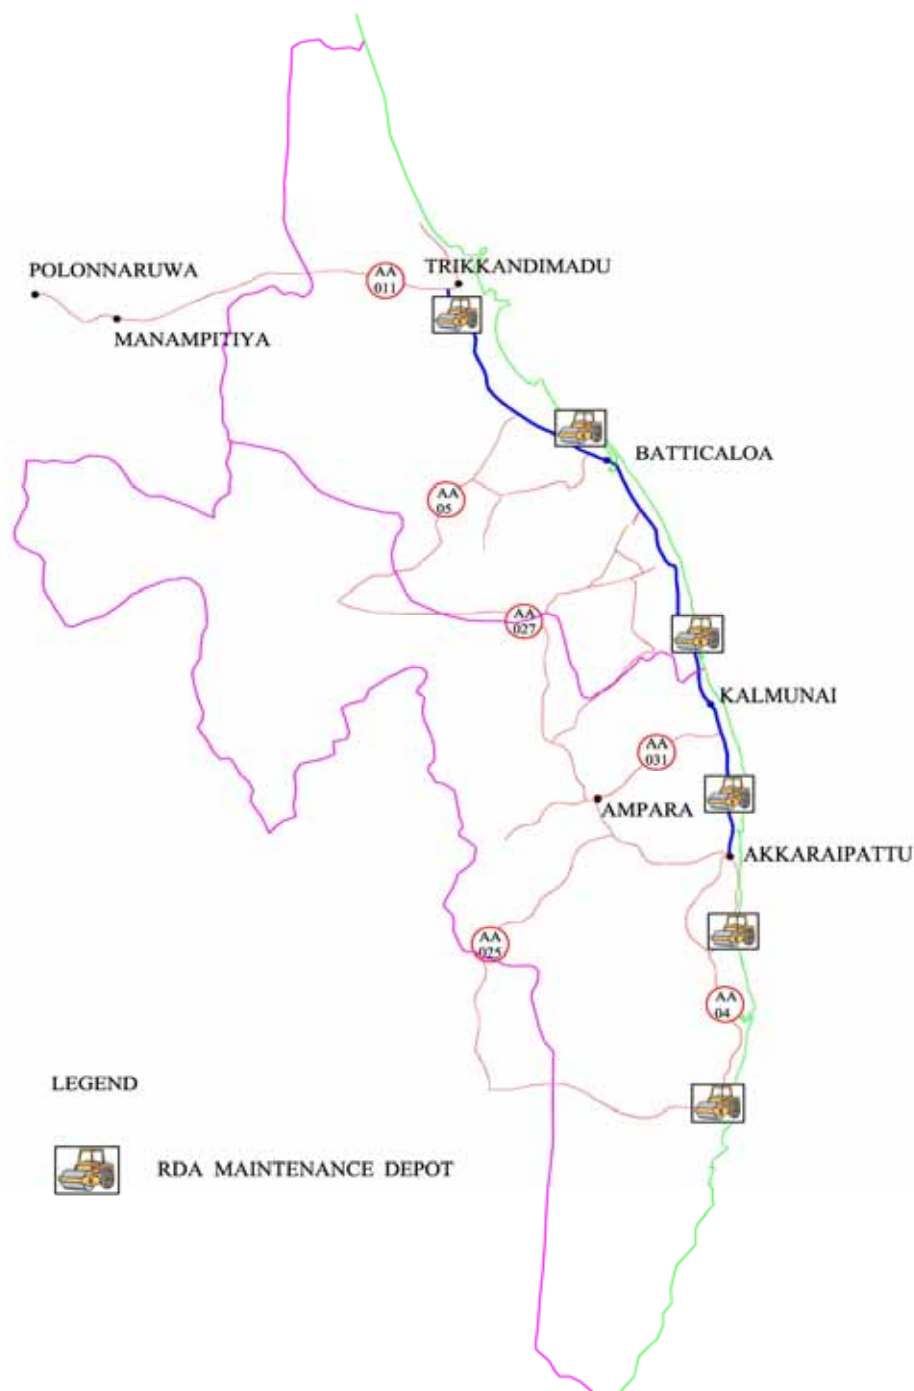 POLONNARUWA
AA
011
TRIKKANDIMADU
MANAMPITIYA
BATTICALOA
AA
05
AA
027
KALMUNAI
AA
031
AMPARA
AKKARAIPATTU
AA
025
AA
04
LEGEND
RDA MAINTENANCE DEPOT